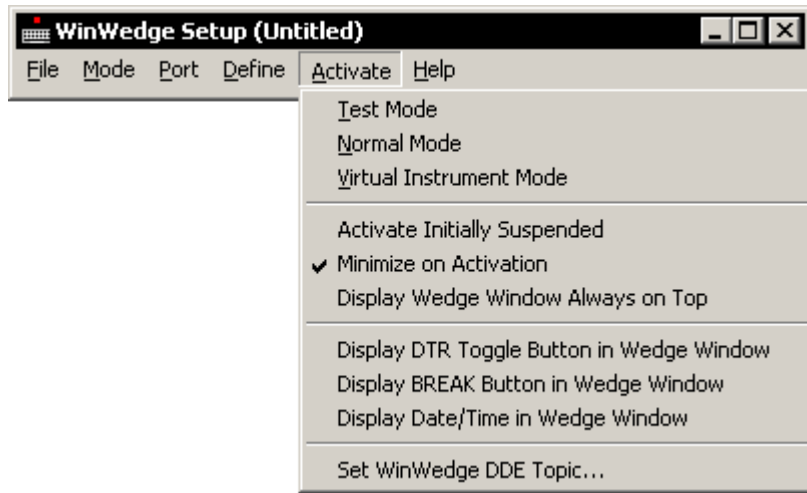 WinWedge Setup (Untitled)
File Mode Port Define Activate Help
Test Mode
Normal Mode
Virtual Instrument Mode
Activate Initially Suspended
Minimize on Activation
Display Wedge Window Always on Top
Display DTR Toggle Button in Wedge Window
Display BREAK Button in Wedge Window
Display Date/Time in Wedge Window
Set WinWedge DDE Topic...